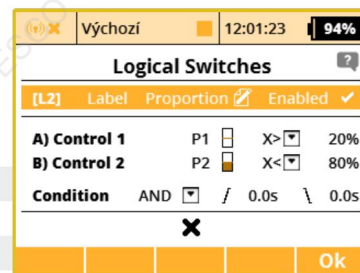 Výchozí 12:01:23 94%
Logical Switches ?
[L2] Label Proportion Enabled
A) Control 1 P1 X> 20%
B) Control 2 P2 X< 80%
Condition AND 0.0s 0.0s
Ok